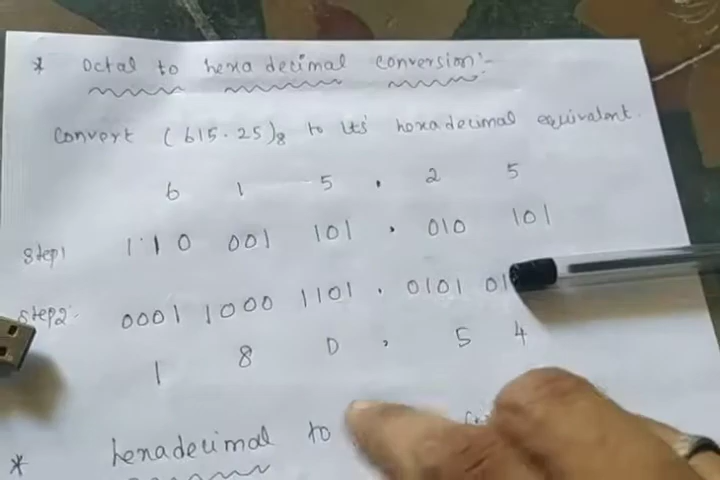 * Octal to hexa decimal conversion:-
Convert (615.25)8 to its' hexadecimal equivalent.
6 1 5 . 2 5
Step1 110 001 101 . 010 101
Step2:- 0001 1000 1101 . 0101 01
1 8 D . 5 4
* hexadecimal to